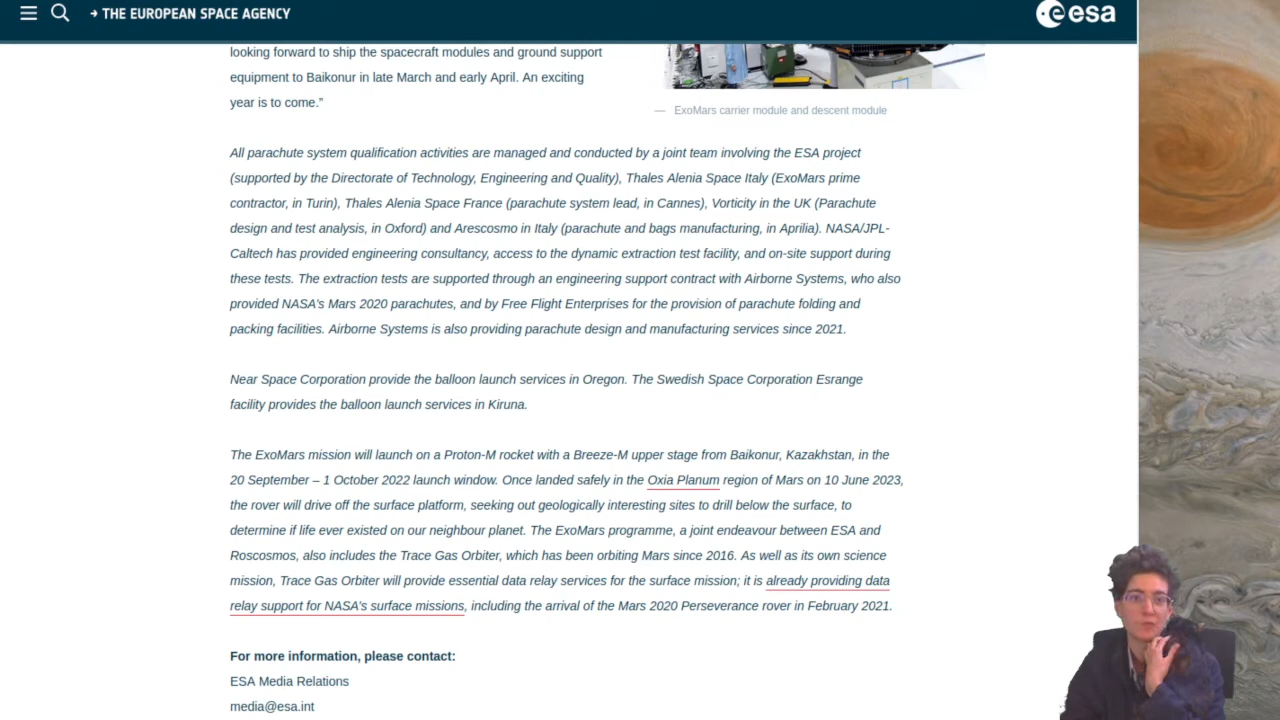 → THE EUROPEAN SPACE AGENCY
esa
looking forward to ship the spacecraft modules and ground support
equipment to Baikonur in late March and early April. An exciting
year is to come.”
— ExoMars carrier module and descent module
All parachute system qualification activities are managed and conducted by a joint team involving the ESA project
(supported by the Directorate of Technology, Engineering and Quality), Thales Alenia Space Italy (ExoMars prime
contractor, in Turin), Thales Alenia Space France (parachute system lead, in Cannes), Vorticity in the UK (Parachute
design and test analysis, in Oxford) and Arescosmo in Italy (parachute and bags manufacturing, in Aprilia). NASA/JPL-
Caltech has provided engineering consultancy, access to the dynamic extraction test facility, and on-site support during
these tests. The extraction tests are supported through an engineering support contract with Airborne Systems, who also
provided NASA’s Mars 2020 parachutes, and by Free Flight Enterprises for the provision of parachute folding and
packing facilities. Airborne Systems is also providing parachute design and manufacturing services since 2021.
Near Space Corporation provide the balloon launch services in Oregon. The Swedish Space Corporation Esrange
facility provides the balloon launch services in Kiruna.
The ExoMars mission will launch on a Proton-M rocket with a Breeze-M upper stage from Baikonur, Kazakhstan, in the
20 September – 1 October 2022 launch window. Once landed safely in the Oxia Planum region of Mars on 10 June 2023,
the rover will drive off the surface platform, seeking out geologically interesting sites to drill below the surface, to
determine if life ever existed on our neighbour planet. The ExoMars programme, a joint endeavour between ESA and
Roscosmos, also includes the Trace Gas Orbiter, which has been orbiting Mars since 2016. As well as its own science
mission, Trace Gas Orbiter will provide essential data relay services for the surface mission; it is already providing data
relay support for NASA’s surface missions, including the arrival of the Mars 2020 Perseverance rover in February 2021.
For more information, please contact:
ESA Media Relations
media@esa.int